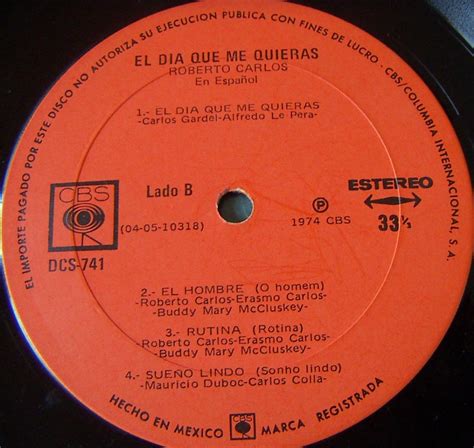 EL IMPORTE PAGADO POR ESTE DISCO NO AUTORIZA SU EJECUCION PUBLICA CON FINES DE LUCRO - CBS/COLUMBIA INTERNACIONAL, S.A.
EL DIA QUE ME QUIERAS
ROBERTO CARLOS
En Español
1.- EL DIA QUE ME QUIERAS
-Carlos Gardel-Alfredo Le Pera-
CBS
Lado B
(04-05-10318)
DCS-741
P
1974 CBS
ESTEREO
33⅓
2.- EL HOMBRE (O homem)
-Roberto Carlos-Erasmo Carlos-
-Buddy Mary McCluskey-
3.- RUTINA (Rotina)
-Roberto Carlos-Erasmo Carlos-
-Buddy Mary McCluskey-
4.- SUEÑO LINDO (Sonho lindo)
-Mauricio Duboc-Carlos Colla-
HECHO EN MEXICO CBS MARCA REGISTRADA